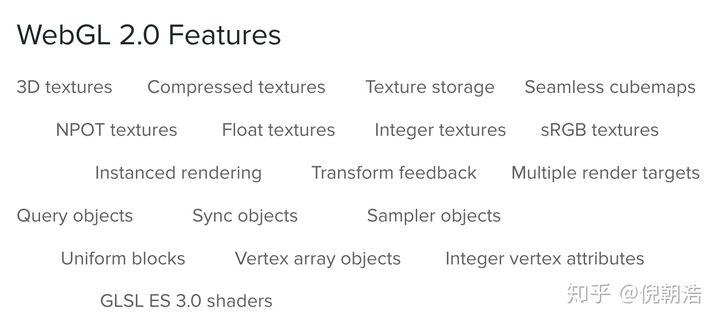 WebGL 2.0 Features
3D textures Compressed textures Texture storage Seamless cubemaps
NPOT textures Float textures Integer textures sRGB textures
Instanced rendering Transform feedback Multiple render targets
Query objects Sync objects Sampler objects
Uniform blocks Vertex array objects Integer vertex attributes
GLSL ES 3.0 shaders
知乎 @倪朝浩